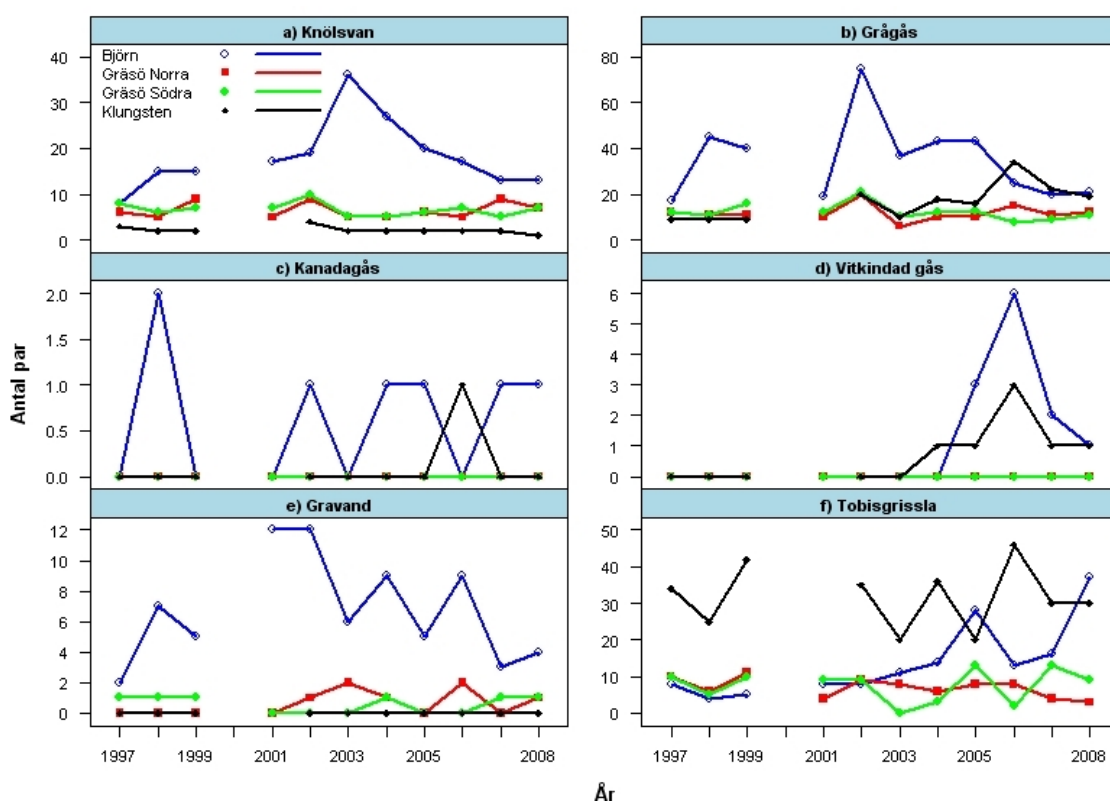 a) Knölsvan
b) Grågås
40
30
20
10
0
Björn
Gräsö Norra
Gräsö Södra
Klungsten
80
60
40
20
0
c) Kanadagås
d) Vitkindad gås
2.0
1.5
1.0
0.5
0.0
6
5
4
3
2
1
0
Antal par
e) Gravand
f) Tobisgrissla
12
10
8
6
4
2
0
50
40
30
20
10
0
1997 1999 2001 2003 2005 2008
1997 1999 2001 2003 2005 2008
År